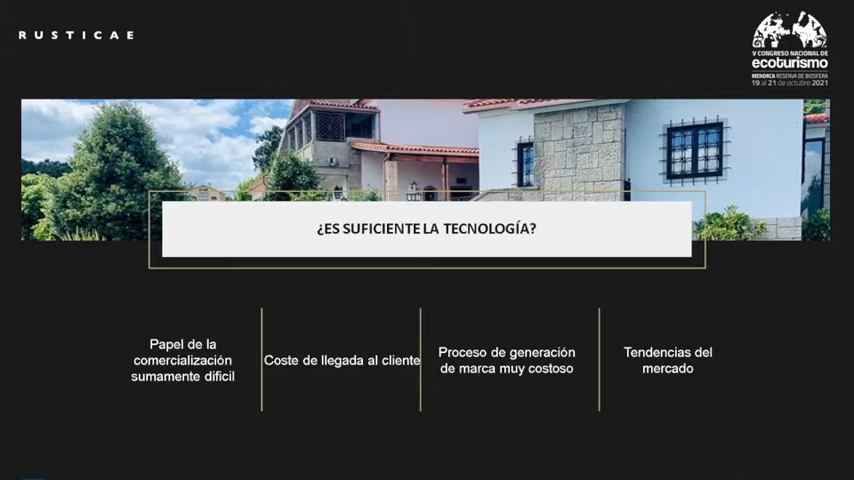 RUSTICAE
V CONGRESO NACIONAL DE
ecoturismo
MENORCA RESERVA DE BIOSFERA
19 al 21 de octubre 2021
¿ES SUFICIENTE LA TECNOLOGÍA?
Papel de la
comercialización
sumamente dificil
Coste de llegada al cliente
Proceso de generación
de marca muy costoso
Tendencias del
mercado